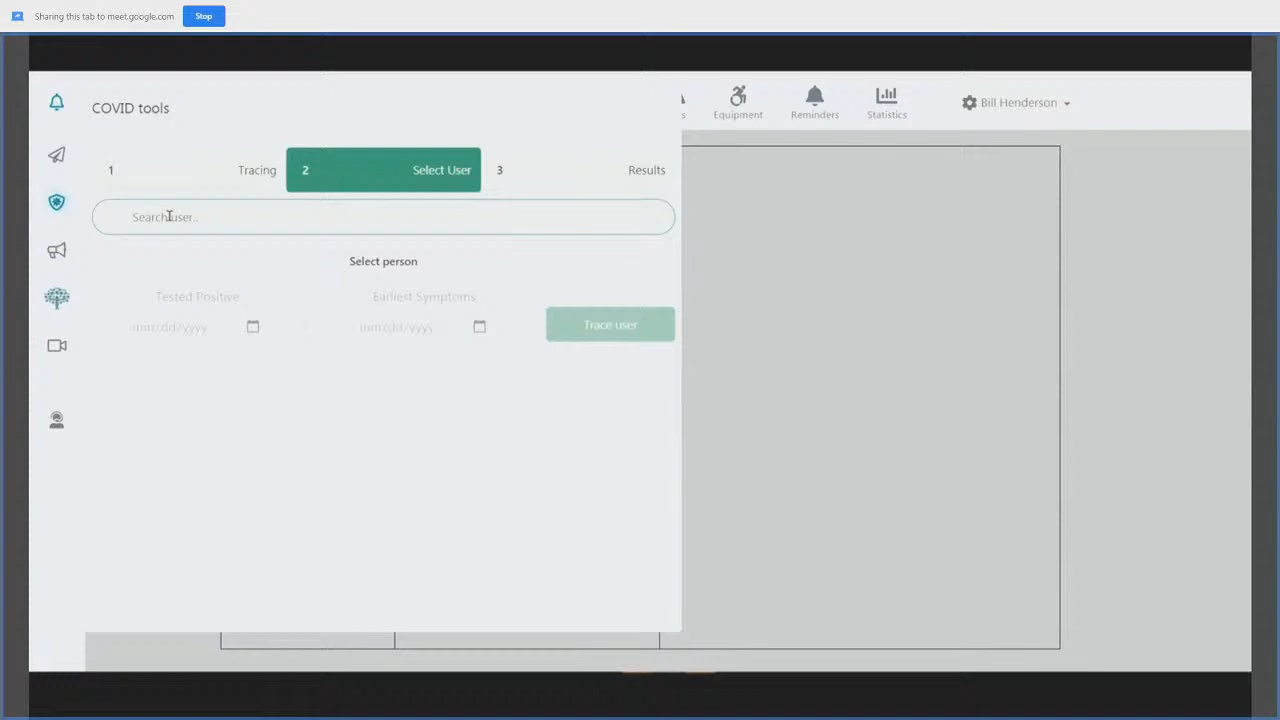 Sharing this tab to meet.google.com
Stop
COVID tools
Equipment
Reminders
Statistics
Bill Henderson
1 Tracing
2 Select User
3 Results
Search user..
Select person
Tested Positive
Earliest Symptoms
mm/dd/yyyy
mm/dd/yyyy
Trace user